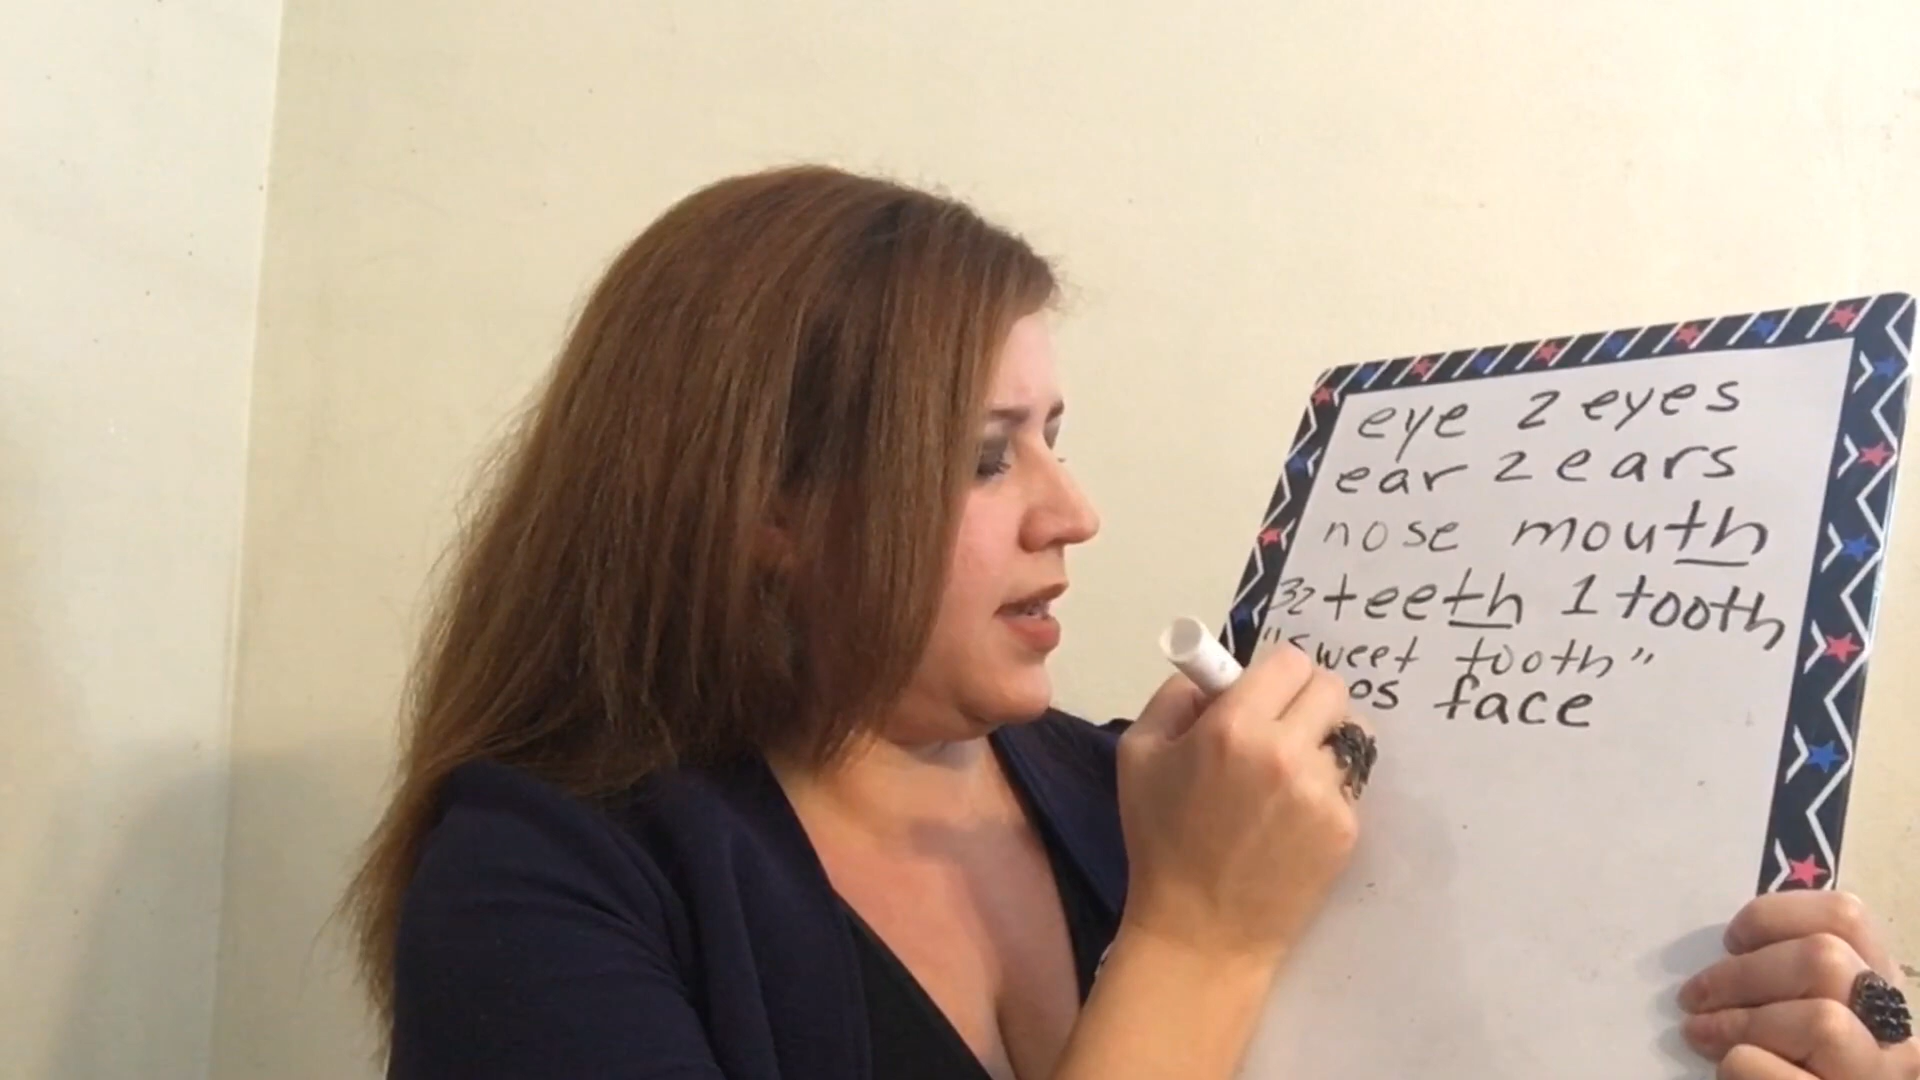 eye 2 eyes
ear 2 ears
nose mouth
32 teeth 1 tooth
"sweet tooth"
face